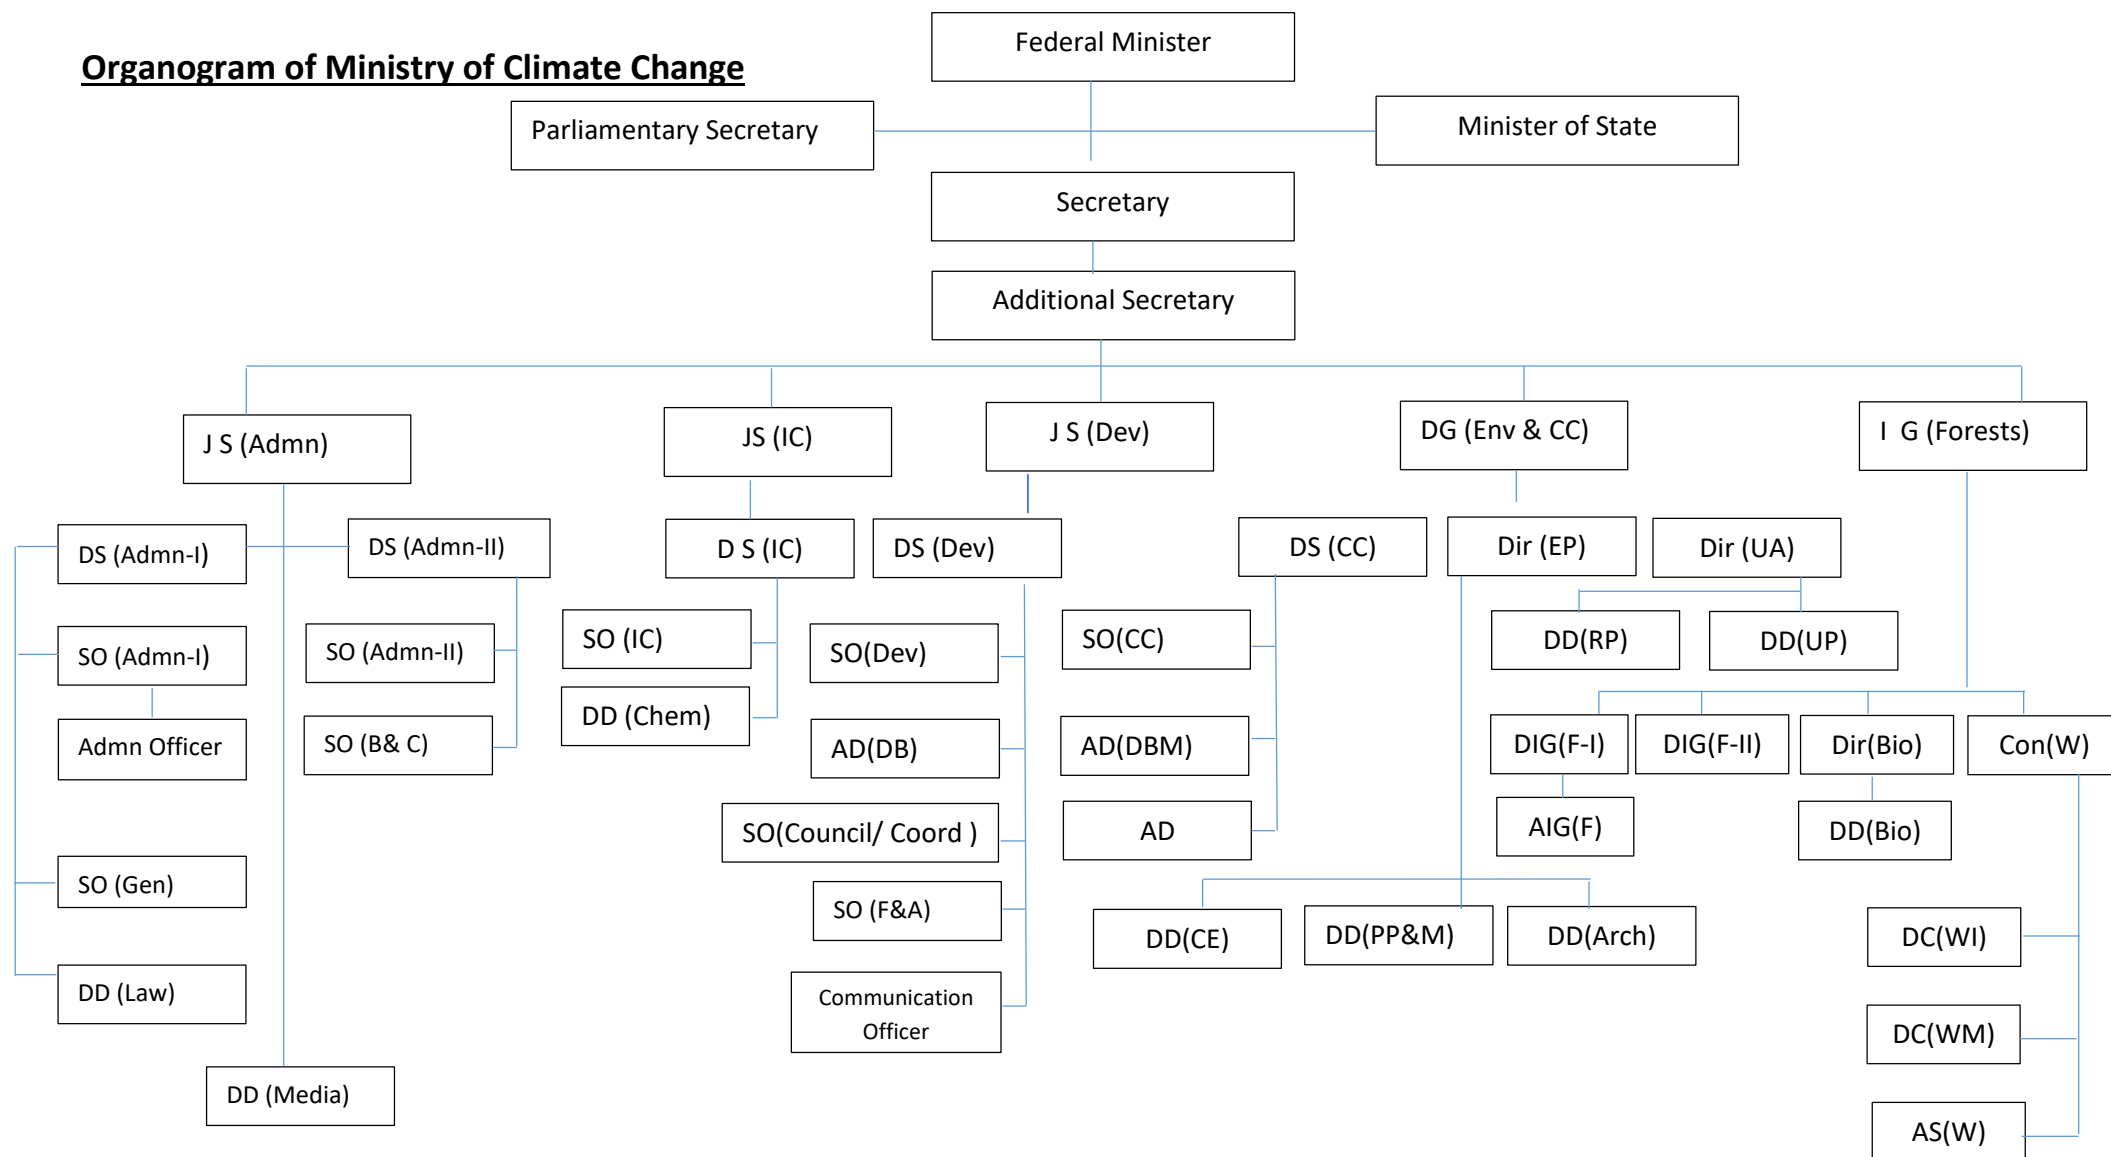 Organogram of Ministry of Climate Change
Federal Minister
Parliamentary Secretary
Minister of State
Secretary
Additional Secretary
J S (Admn)
JS (IC)
J S (Dev)
DG (Env & CC)
I G (Forests)
DS (Admn-I)
DS (Admn-II)
D S (IC)
DS (Dev)
DS (CC)
Dir (EP)
Dir (UA)
SO (Admn-I)
SO (Admn-II)
SO (IC)
SO(Dev)
SO(CC)
DD(RP)
DD(UP)
Admn Officer
SO (B& C)
DD (Chem)
AD(DB)
AD(DBM)
DIG(F-I)
DIG(F-II)
Dir(Bio)
Con(W)
SO(Council/ Coord )
AD
AIG(F)
DD(Bio)
SO (Gen)
SO (F&A)
DD(CE)
DD(PP&M)
DD(Arch)
DC(WI)
DD (Law)
Communication
Officer
DC(WM)
DD (Media)
AS(W)